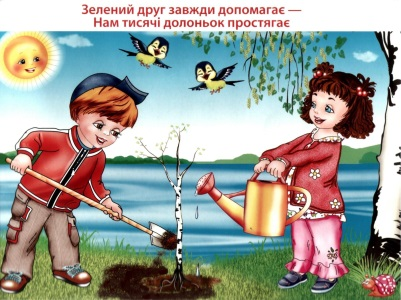 Зелений друг завжди допомагає —
Нам тисячі долоньок простягає